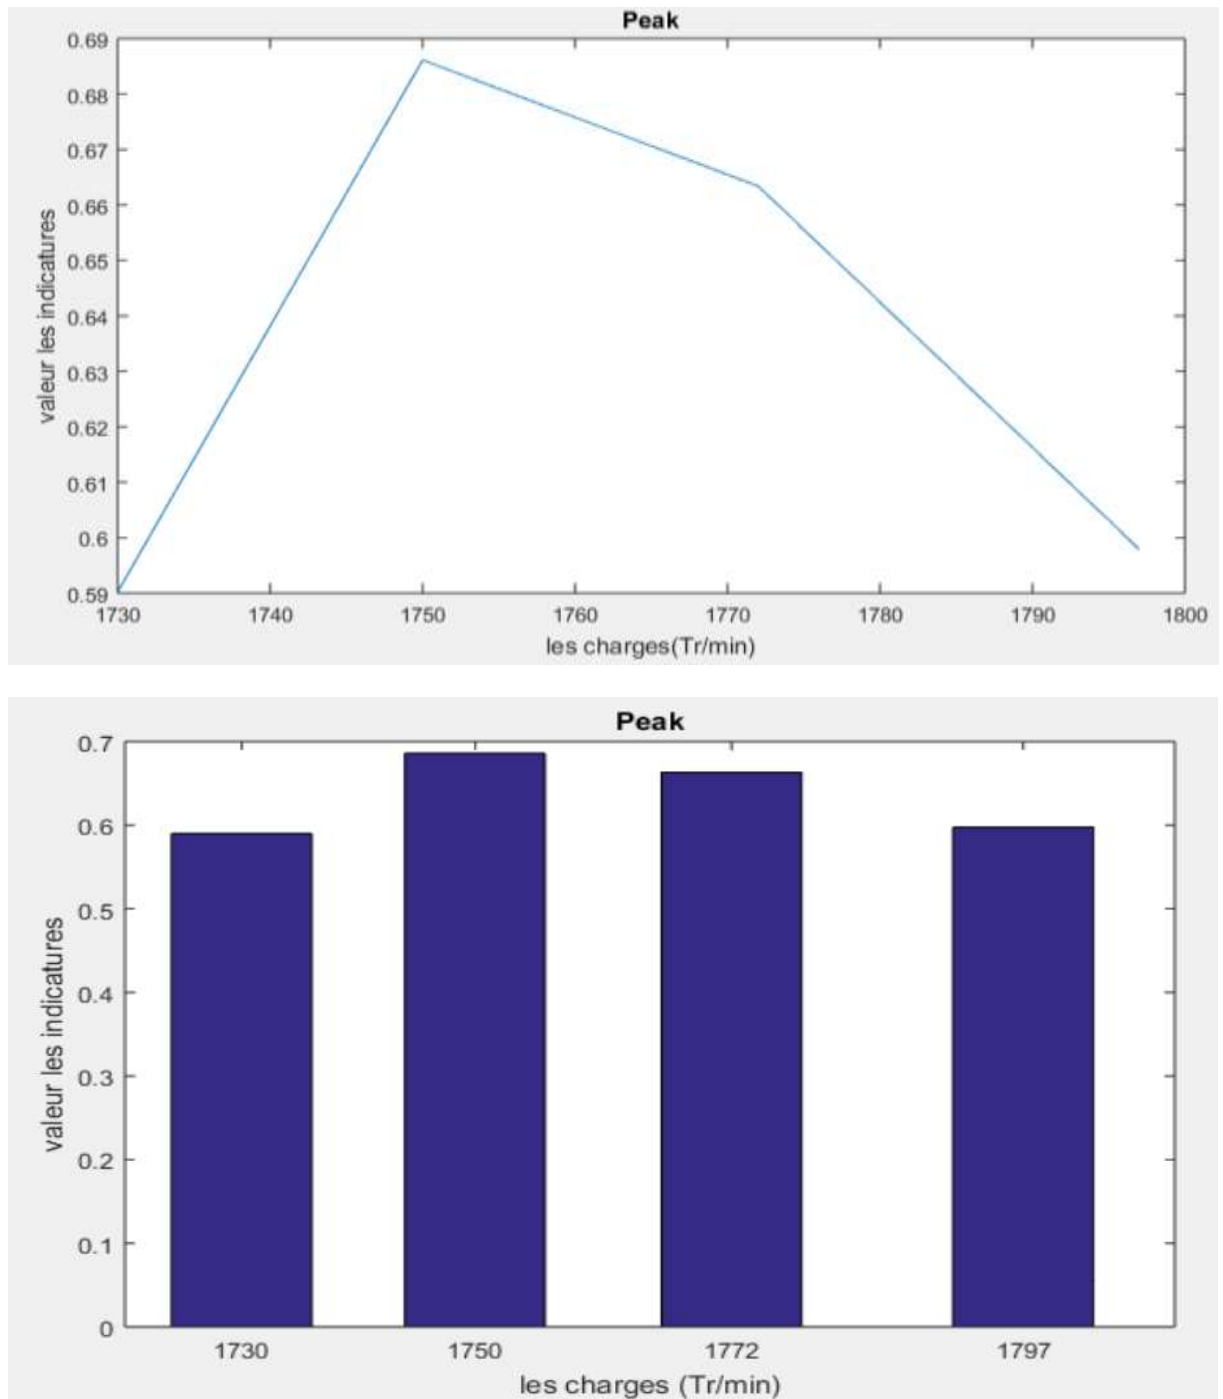 Peak
0.69
0.68
0.67
0.66
0.65
0.64
0.63
0.62
0.61
0.6
0.59
valeur les indicatures
1730 1740 1750 1760 1770 1780 1790 1800
les charges(Tr/min)
Peak
0.7
0.6
0.5
0.4
0.3
0.2
0.1
0
valeur les indicatures
1730 1750 1772 1797
les charges (Tr/min)